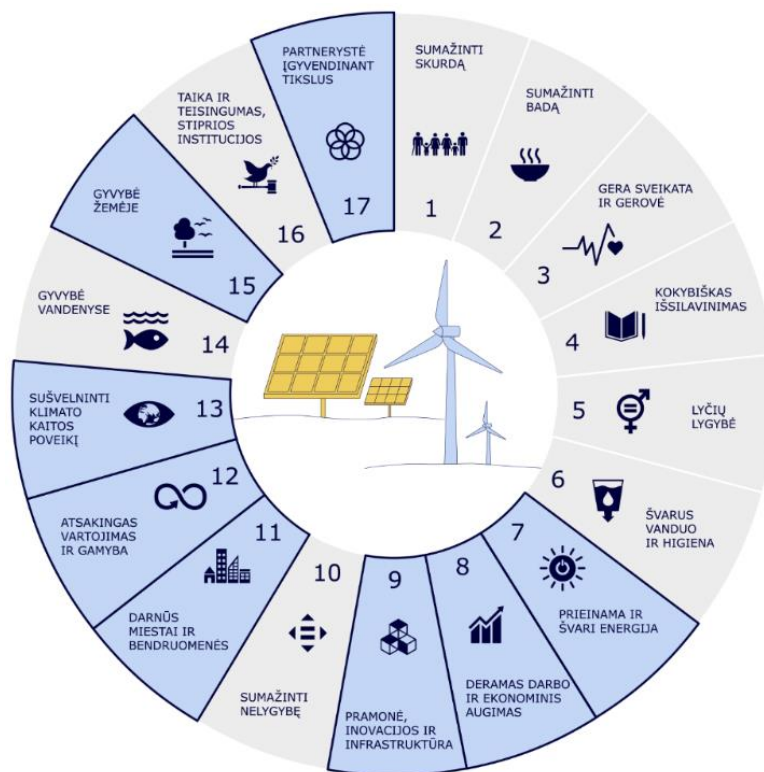 SUMAŽINTI
SKURDĄ
1
SUMAŽINTI
BADĄ
2
GERA SVEIKATA
IR GEROVĖ
3
KOKYBIŠKAS
IŠSILAVINIMAS
4
LYČIŲ
LYGYBĖ
5
ŠVARUS
VANDUO
IR HIGIENA
6
PRIEINAMA IR
ŠVARI ENERGIJA
7
DERAMAS DARBO
IR EKONOMINIS
AUGIMAS
8
PRAMONĖ,
INOVACIJOS IR
INFRASTRUKTŪRA
9
SUMAŽINTI
NELYGYBĘ
10
DARNŪS
MIESTAI IR
BENDRUOMENĖS
11
ATSAKINGAS
VARTOJIMAS
IR GAMYBA
12
SUŠVELNINTI
KLIMATO
KAITOS
POVEIKĮ
13
GYVYBĖ
VANDENYSE
14
GYVYBĖ
ŽEMĖJE
15
TAIKA IR
TEISINGUMAS,
STIPRIOS
INSTITUCIJOS
16
PARTNERYSTĖ
ĮGYVENDINANT
TIKSLUS
17